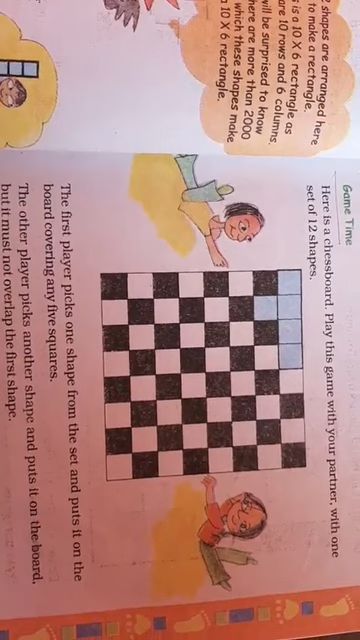 shapes are arranged here
to make a rectangle.
is a 10 X 6 rectangle as
are 10 rows and 6 columns.
will be surprised to know
here are more than 2000
which these shapes make
10 X 6 rectangle.
Game Time
Here is a chessboard. Play this game with your partner, with one
set of 12 shapes.
The first player picks one shape from the set and puts it on the
board covering any five squares.
The other player picks another shape and puts it on the board.
but it must not overlap the first shape.